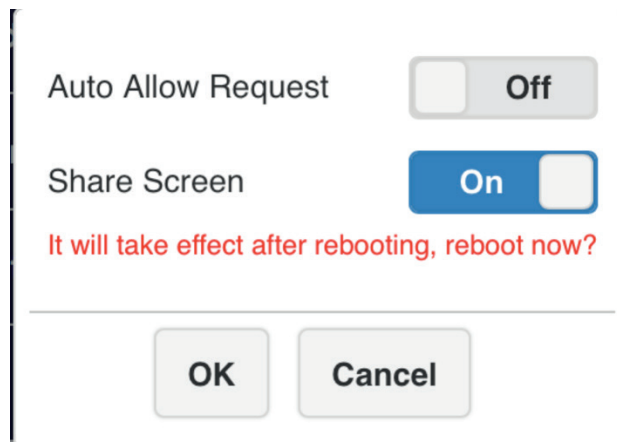 Auto Allow Request Off
Share Screen On
It will take effect after rebooting, reboot now?
OK Cancel